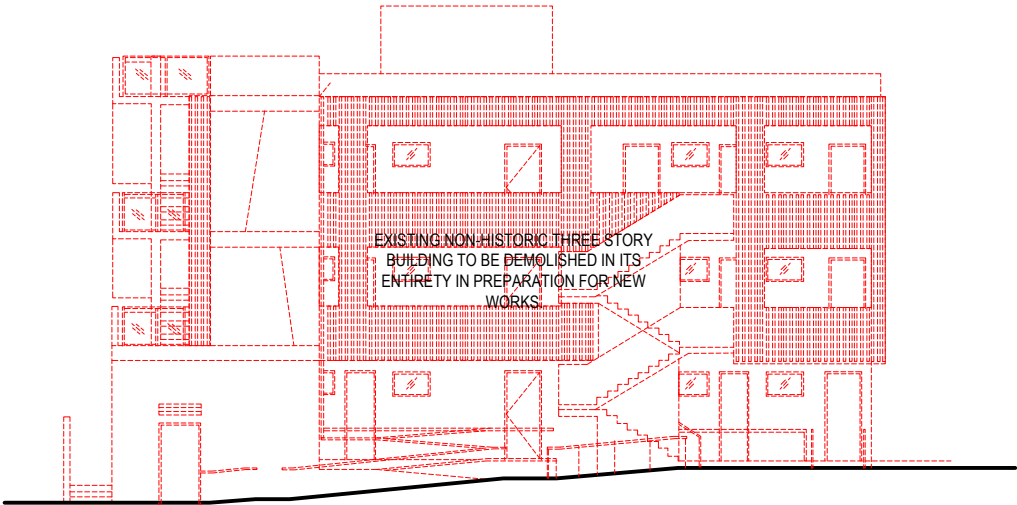 EXISTING NON-HISTORIC THREE STORY
BUILDING TO BE DEMOLISHED IN ITS
ENTIRETY IN PREPARATION FOR NEW
WORKS.